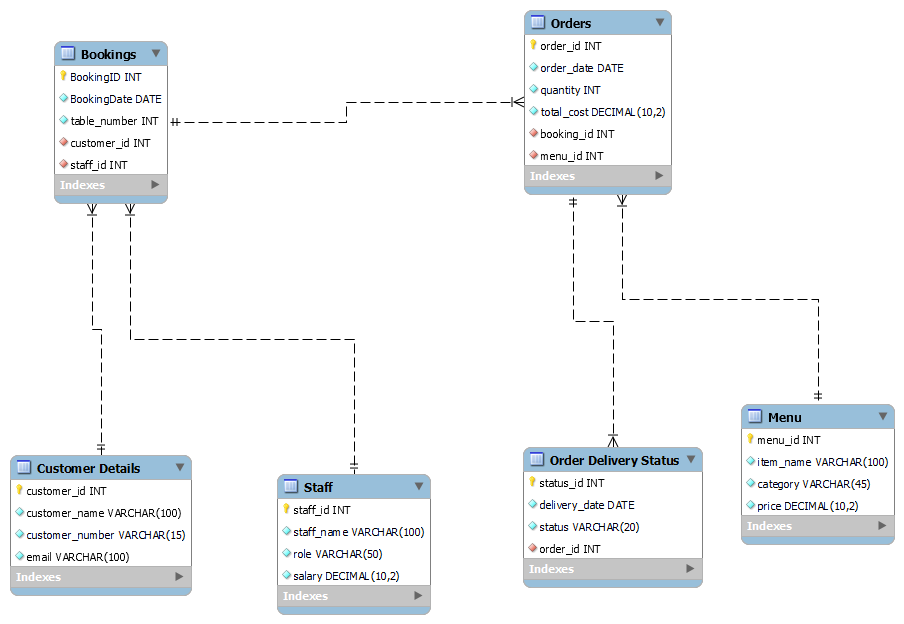 Bookings
BookingID INT
BookingDate DATE
table_number INT
customer_id INT
staff_id INT
Indexes
Orders
order_id INT
order_date DATE
quantity INT
total_cost DECIMAL(10,2)
booking_id INT
menu_id INT
Indexes
Customer Details
customer_id INT
customer_name VARCHAR(100)
customer_number VARCHAR(15)
email VARCHAR(100)
Indexes
Staff
staff_id INT
staff_name VARCHAR(100)
role VARCHAR(50)
salary DECIMAL(10,2)
Indexes
Order Delivery Status
status_id INT
delivery_date DATE
status VARCHAR(20)
order_id INT
Indexes
Menu
menu_id INT
item_name VARCHAR(100)
category VARCHAR(45)
price DECIMAL(10,2)
Indexes